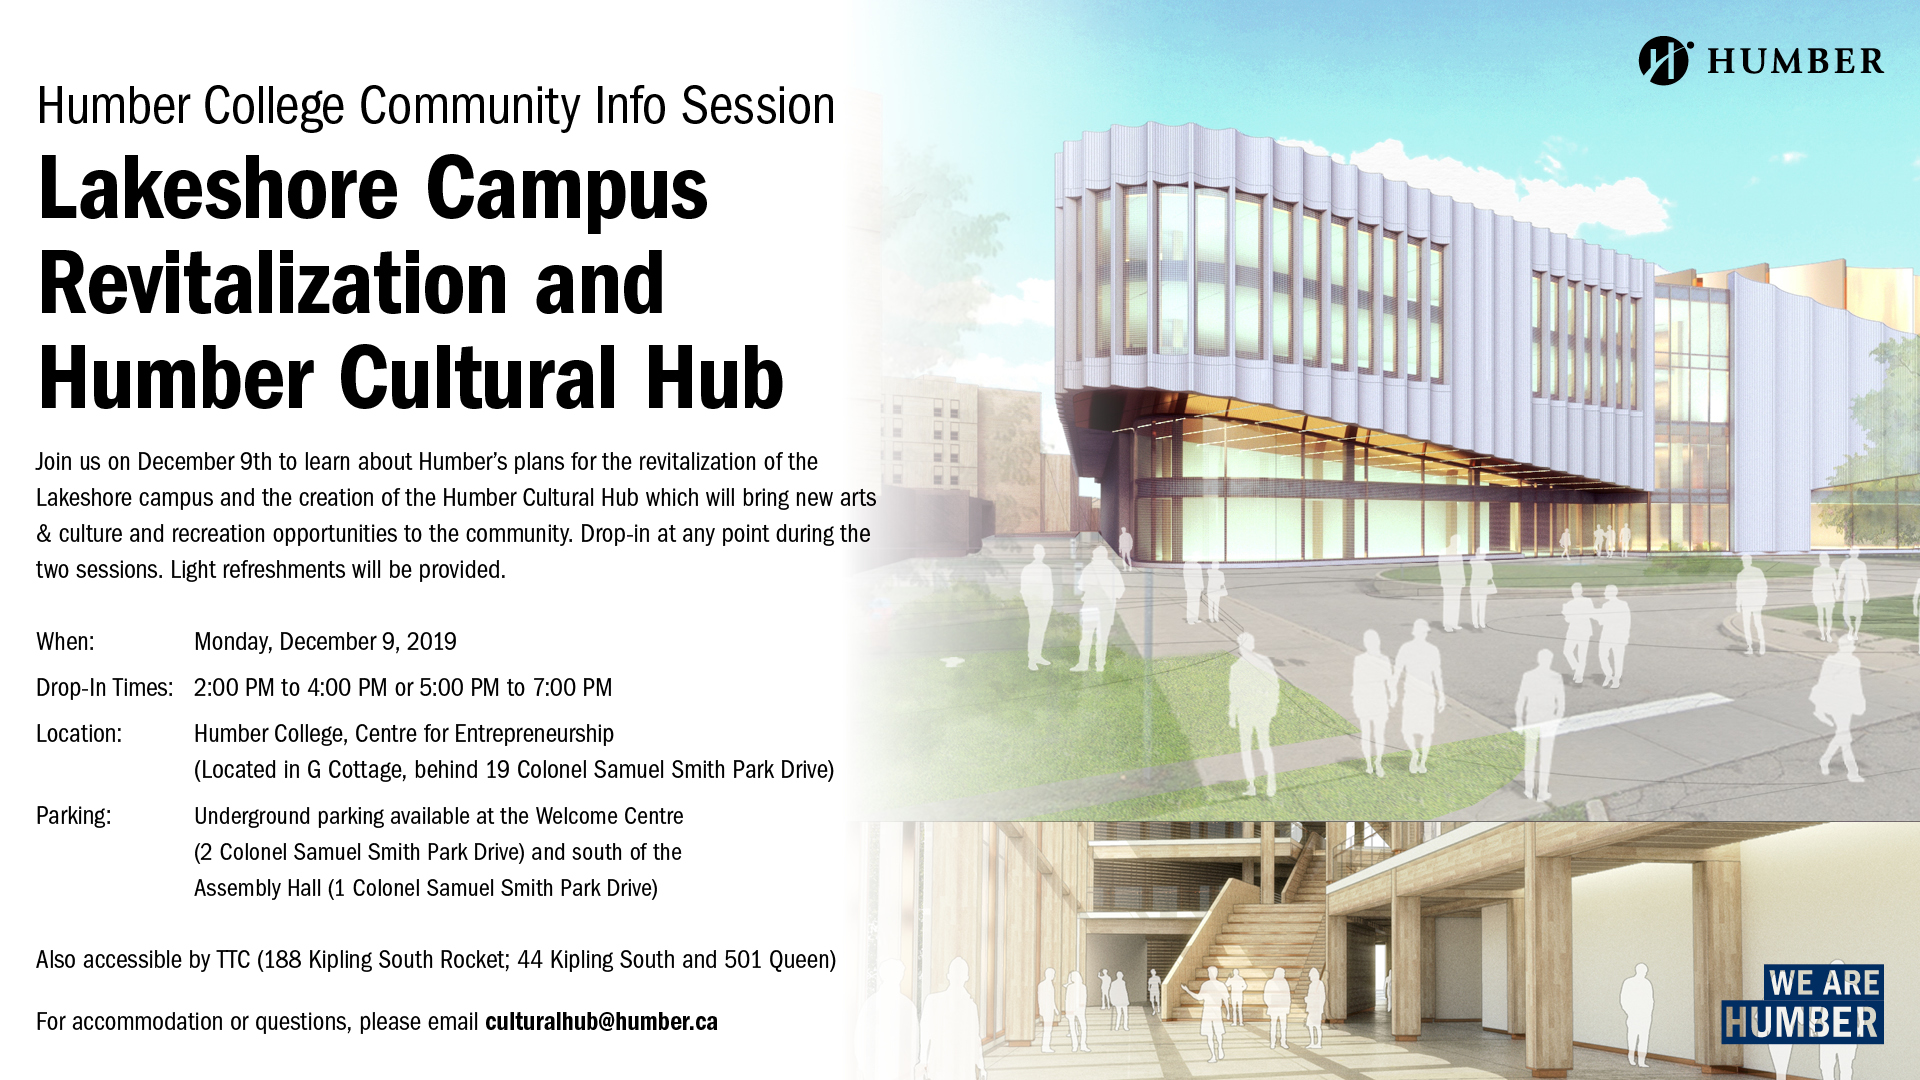 HUMBER
Humber College Community Info Session
Lakeshore Campus
Revitalization and
Humber Cultural Hub
Join us on December 9th to learn about Humber’s plans for the revitalization of the
Lakeshore campus and the creation of the Humber Cultural Hub which will bring new arts
& culture and recreation opportunities to the community. Drop-in at any point during the
two sessions. Light refreshments will be provided.
When: Monday, December 9, 2019
Drop-In Times: 2:00 PM to 4:00 PM or 5:00 PM to 7:00 PM
Location: Humber College, Centre for Entrepreneurship
(Located in G Cottage, behind 19 Colonel Samuel Smith Park Drive)
Parking: Underground parking available at the Welcome Centre
(2 Colonel Samuel Smith Park Drive) and south of the
Assembly Hall (1 Colonel Samuel Smith Park Drive)
Also accessible by TTC (188 Kipling South Rocket; 44 Kipling South and 501 Queen)
For accommodation or questions, please email culturalhub@humber.ca
WE ARE
HUMBER